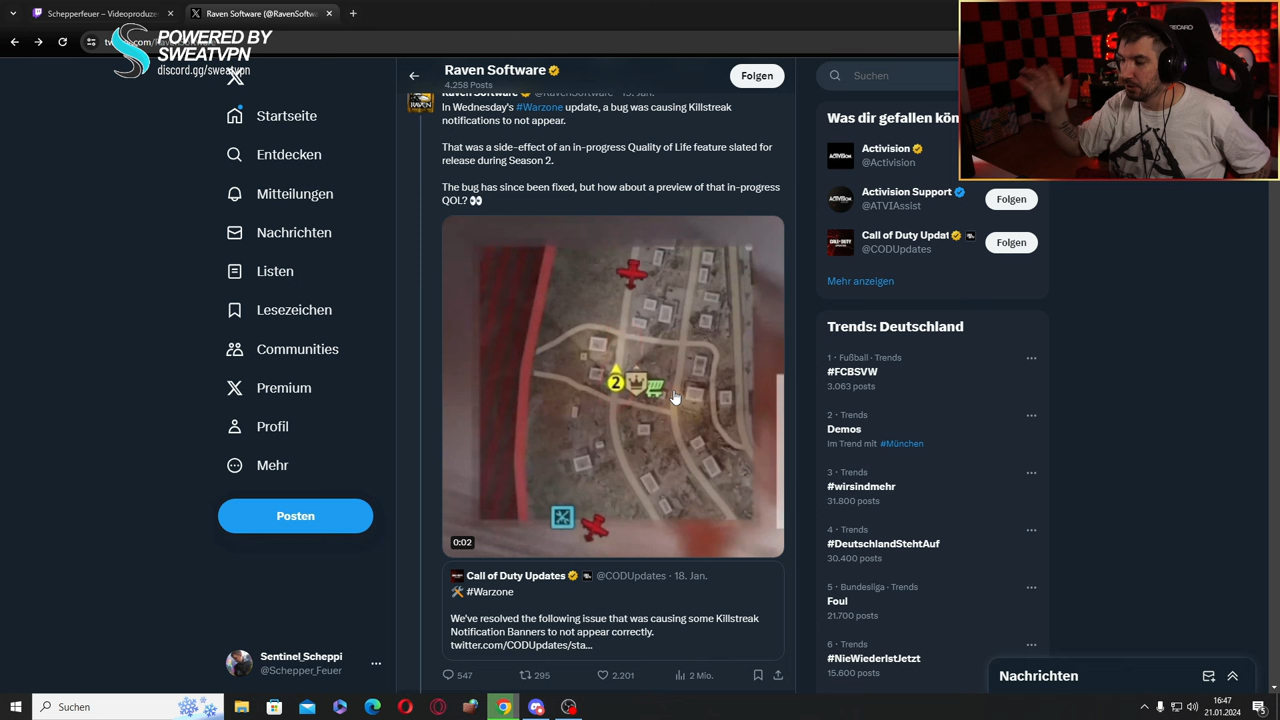 Schepperfeuer – Videoproduze
Raven Software (@RavenSoftw
POWERED BY
SWEATVPN
discord.gg/sweatvpn
Raven Software
4.258 Posts
Folgen
Suchen
Startseite
Entdecken
Mitteilungen
Nachrichten
Listen
Lesezeichen
Communities
Premium
Profil
Mehr
Posten
Sentinel_Scheppi
@Schepper_Feuer
In Wednesday's #Warzone update, a bug was causing Killstreak
notifications to not appear.
That was a side-effect of an in-progress Quality of Life feature slated for
release during Season 2.
The bug has since been fixed, but how about a preview of that in-progress
QOL? 👀
2
0:02
Call of Duty Updates @CODUpdates · 18. Jan.
🛠️ #Warzone
We've resolved the following issue that was causing some Killstreak
Notification Banners to not appear correctly.
twitter.com/CODUpdates/sta...
547
295
2.201
2 Mio.
Was dir gefallen kön
Activision
@Activision
Activision Support
@ATVIAssist
Folgen
Call of Duty Updat
@CODUpdates
Folgen
Mehr anzeigen
Trends: Deutschland
1 · Fußball · Trends
#FCBSVW
3.063 posts
2 · Trends
Demos
Im Trend mit #München
3 · Trends
#wirsindmehr
31.800 posts
4 · Trends
#DeutschlandStehtAuf
30.400 posts
5 · Bundesliga · Trends
Foul
21.700 posts
6 · Trends
#NieWiederIstJetzt
15.600 posts
Nachrichten
RECARO
Suchen
16:47
21.01.2024
5